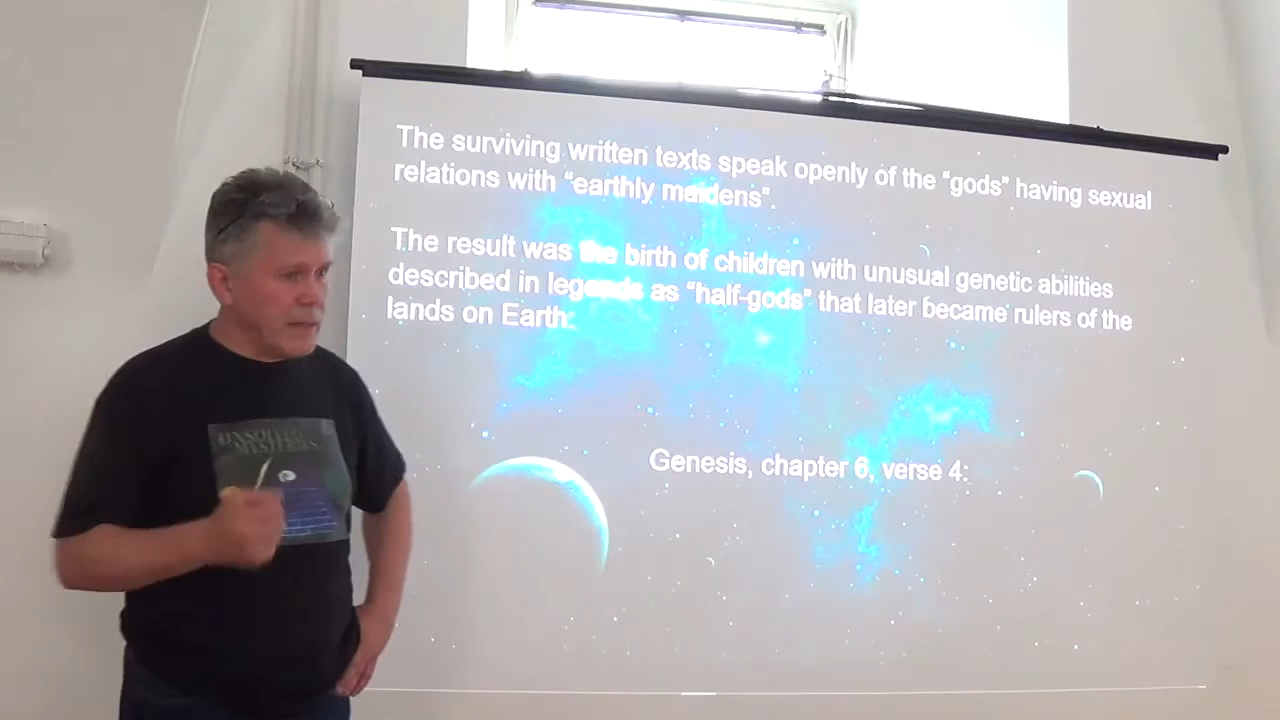 UNSOLVED
MYSTERIES
The surviving written texts speak openly of the “gods” having sexual
relations with “earthly maidens”.
The result was the birth of children with unusual genetic abilities
described in legends as “half-gods” that later became rulers of the
lands on Earth:
Genesis, chapter 6, verse 4: